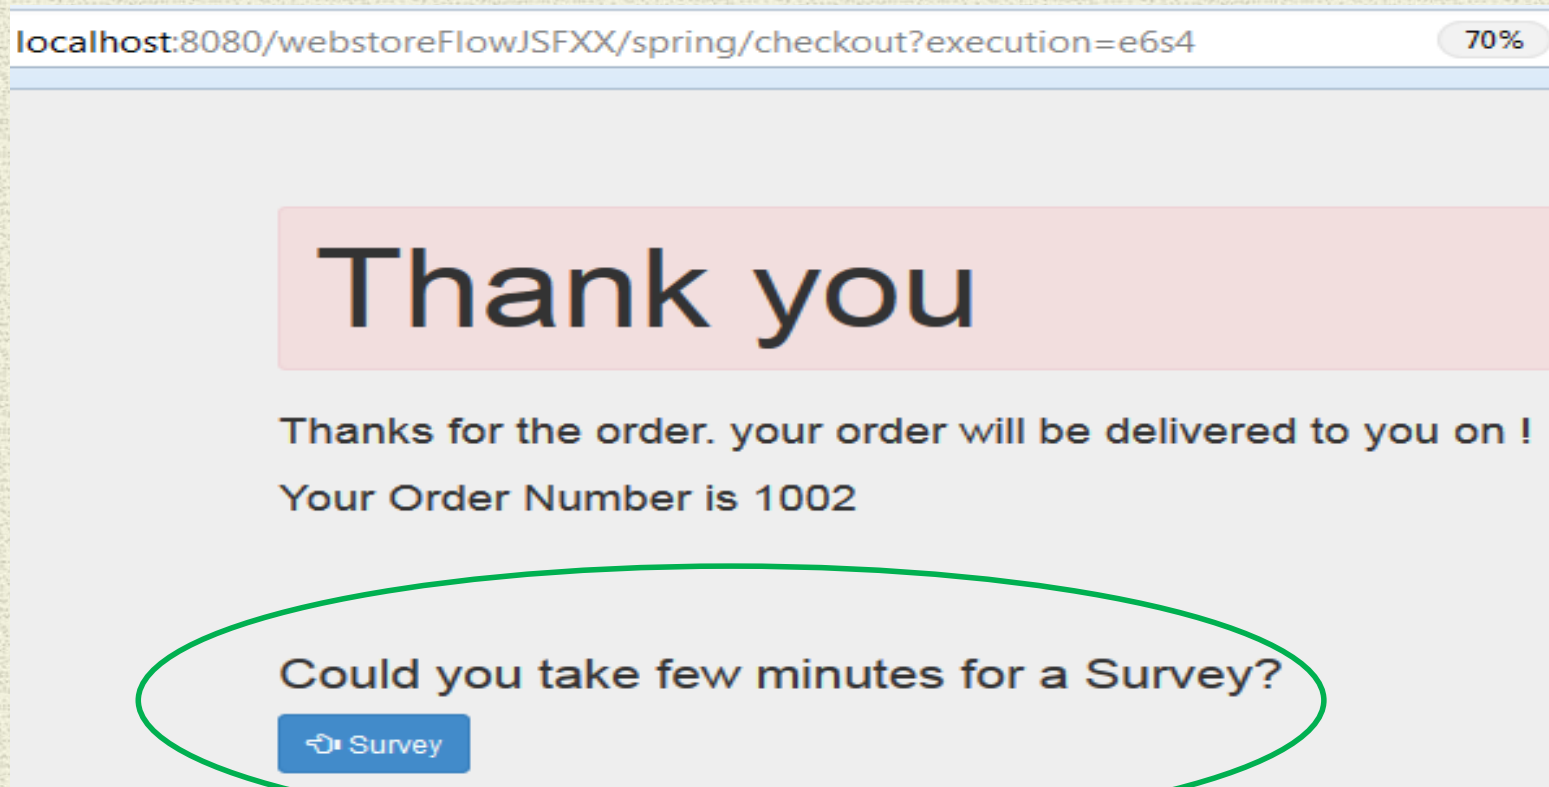 localhost:8080/webstoreFlowJSFXX/spring/checkout?execution=e6s4 70%
Thank you
Thanks for the order. your order will be delivered to you on !
Your Order Number is 1002
Could you take few minutes for a Survey?
Survey